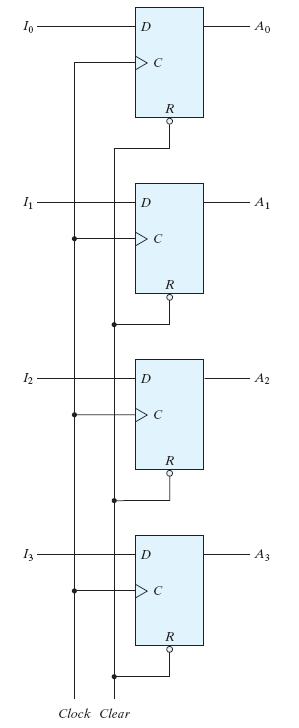 I₀ D A₀
C
R
I₁ D A₁
C
R
I₂ D A₂
C
R
I₃ D A₃
C
R
Clock Clear